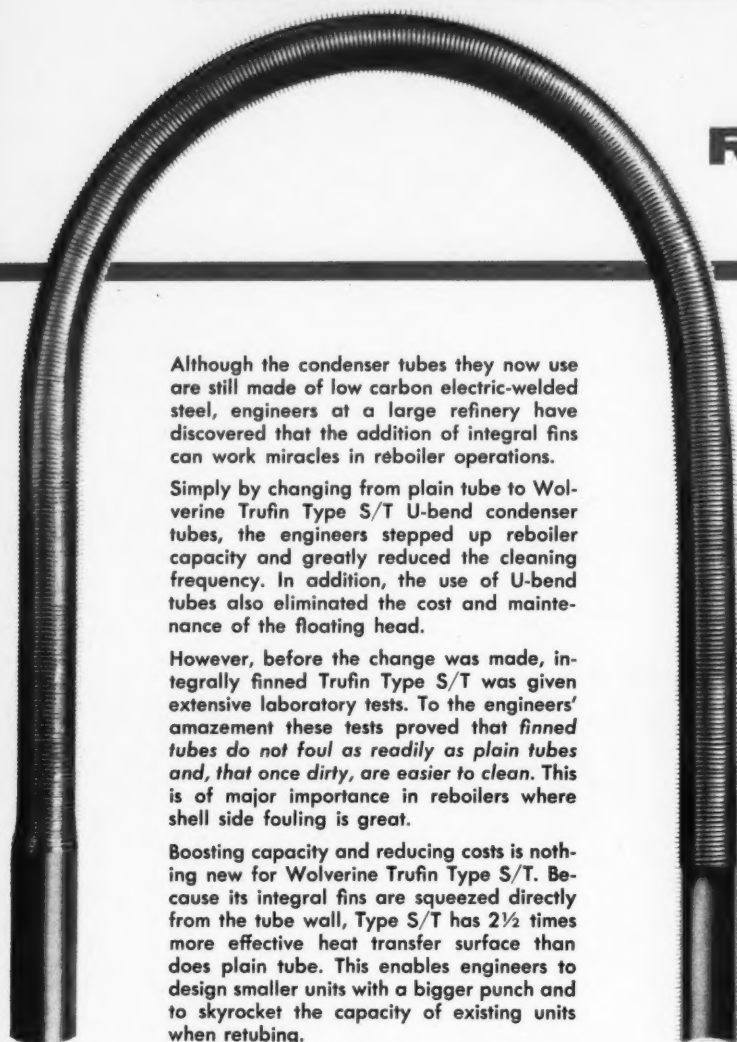 Although the condenser tubes they now use
are still made of low carbon electric-welded
steel, engineers at a large refinery have
discovered that the addition of integral fins
can work miracles in reboiler operations.
Simply by changing from plain tube to Wol-
verine Trufin Type S/T U-bend condenser
tubes, the engineers stepped up reboiler
capacity and greatly reduced the cleaning
frequency. In addition, the use of U-bend
tubes also eliminated the cost and mainte-
nance of the floating head.
However, before the change was made, in-
tegrally finned Trufin Type S/T was given
extensive laboratory tests. To the engineers'
amazement these tests proved that finned
tubes do not foul as readily as plain tubes
and, that once dirty, are easier to clean. This
is of major importance in reboilers where
shell side fouling is great.
Boosting capacity and reducing costs is noth-
ing new for Wolverine Trufin Type S/T. Be-
cause its integral fins are squeezed directly
from the tube wall, Type S/T has 2½ times
more effective heat transfer surface than
does plain tube. This enables engineers to
design smaller units with a bigger punch and
to skyrocket the capacity of existing units
when retubing.